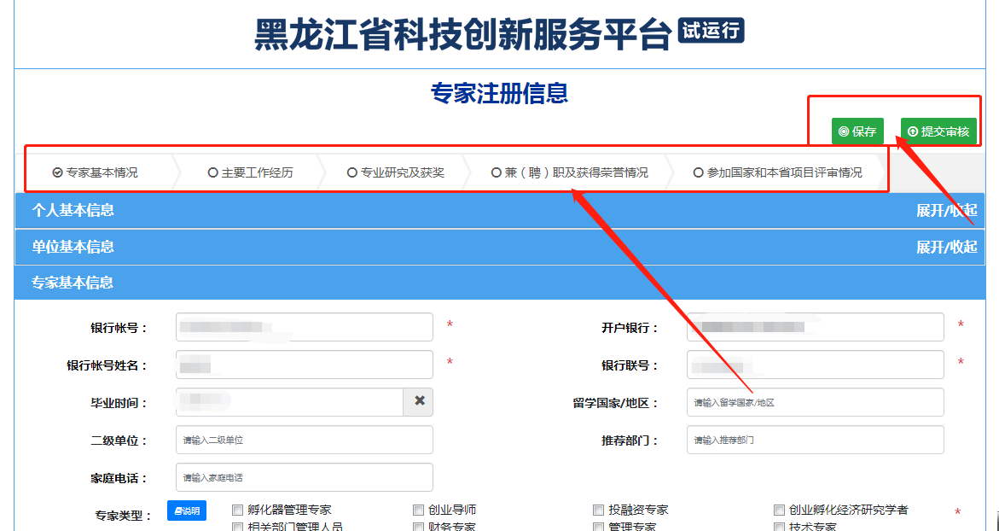 黑龙江省科技创新服务平台 试运行
专家注册信息
保存 提交审核
专家基本情况 主要工作经历 专业研究及获奖 兼（聘）职及获得荣誉情况 参加国家和本省项目评审情况
个人基本信息 展开/收起
单位基本信息 展开/收起
专家基本信息
银行帐号： * 开户银行： *
银行帐号姓名： * 银行联号： *
毕业时间： 留学国家/地区： 请输入留学国家/地区
二级单位： 请输入二级单位 推荐部门： 请输入推荐部门
家庭电话： 请输入家庭电话
专家类型： 说明 孵化器管理专家 创业导师 投融资专家 创业孵化经济研究学者 *
相关部门管理人员 财务专家 管理专家 技术专家